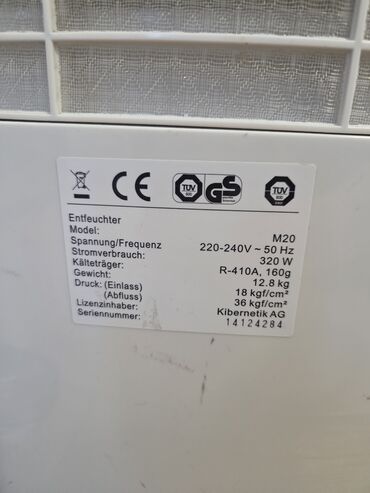 CE TÜV GS TÜV
Entfeuchter
Model: M20
Spannung/Frequenz 220-240V ~ 50 Hz
Stromverbrauch: 320 W
Kälteträger: R-410A, 160g
Gewicht: 12.8 kg
Druck: (Einlass) 18 kgf/cm²
(Abfluss) 36 kgf/cm²
Lizenzinhaber: Kibernetik AG
Seriennummer: 14124284